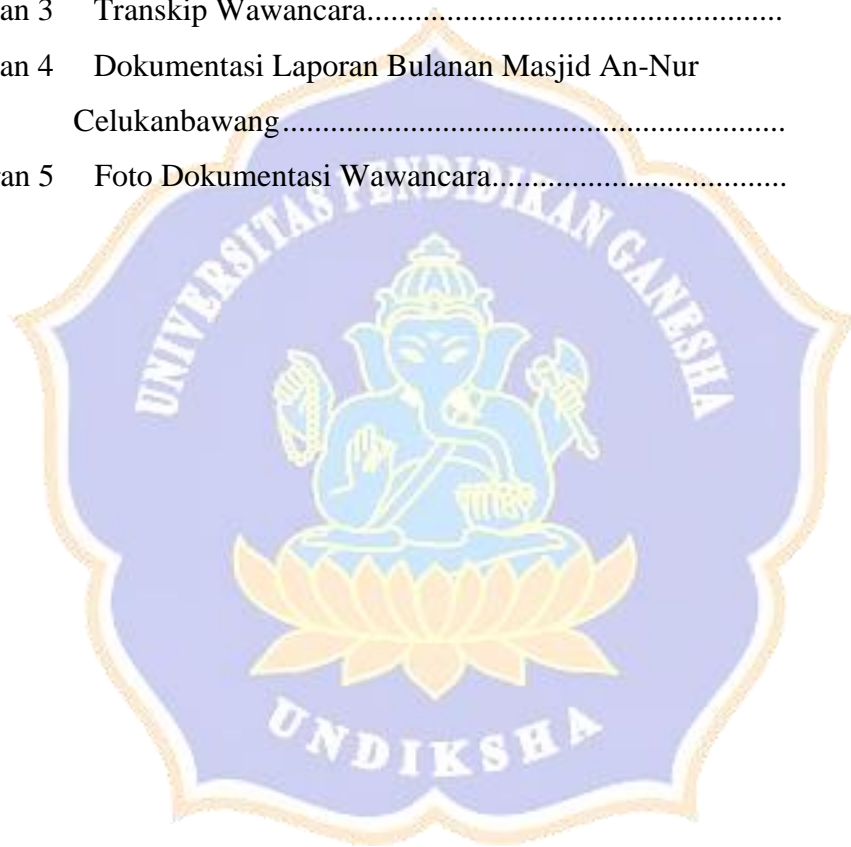 an 3 Transkip Wawancara......................................................
an 4 Dokumentasi Laporan Bulanan Masjid An-Nur
Celukanbawang.................................................................
ran 5 Foto Dokumentasi Wawancara......................................
UNIVERSITAS PENDIDIKAN GANESHA
UNDIKSHA